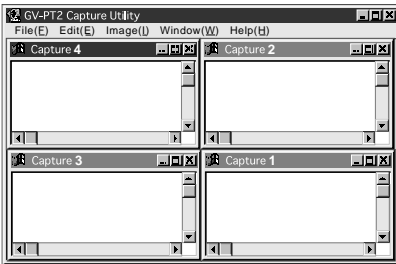 GV-PT2 Capture Utility
File(F) Edit(E) Image(I) Window(W) Help(H)
Capture 4
Capture 2
Capture 3
Capture 1